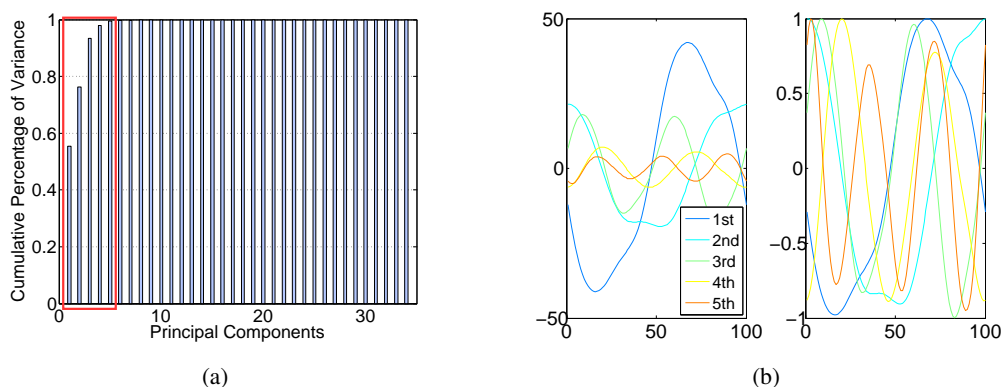 Cumulative Percentage of Variance
1
0.8
0.6
0.4
0.2
0
0 10 20 30
Principal Components
(a)
50
0
−50
0 50 100
1st
2nd
3rd
4th
5th
1
0.5
0
−0.5
−1
0 50 100
(b)